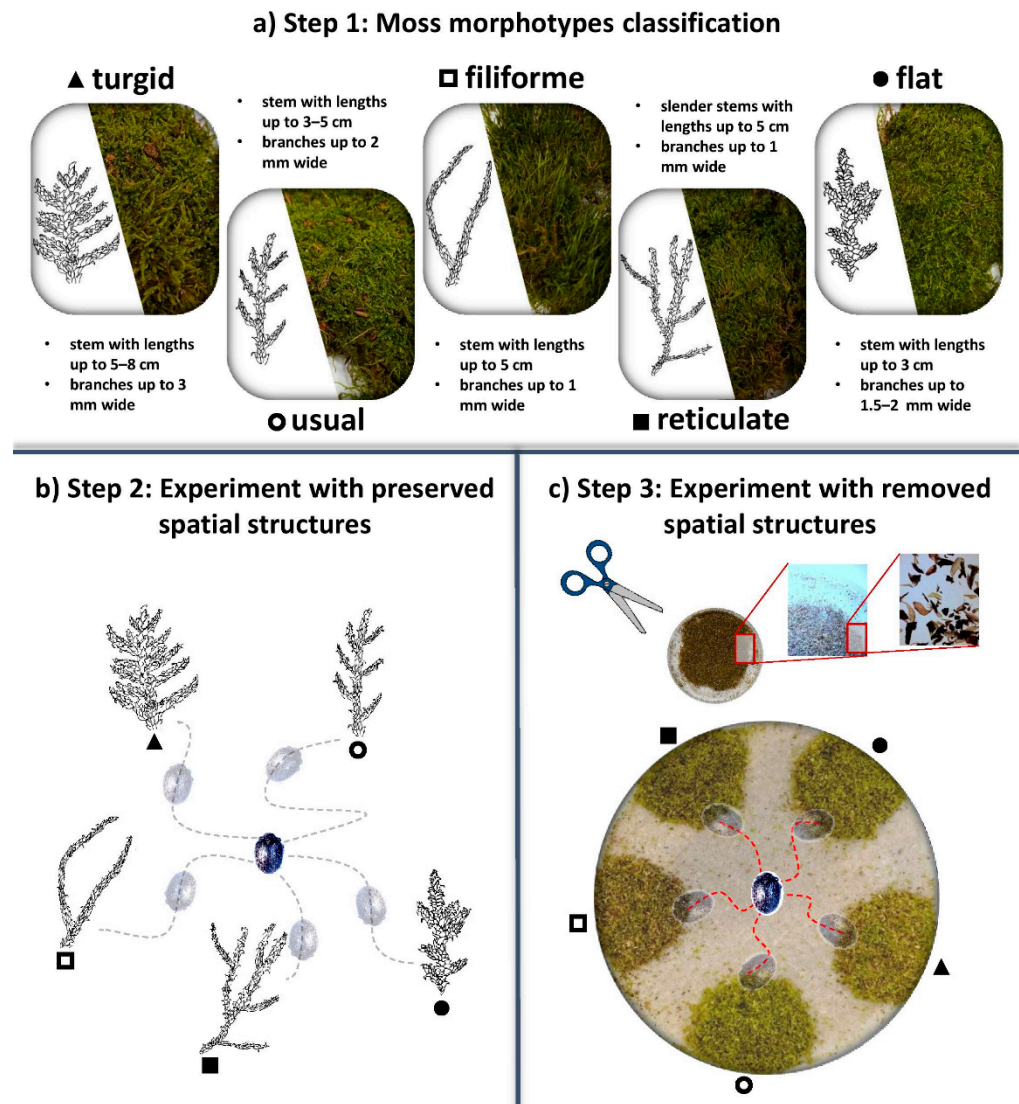 a) Step 1: Moss morphotypes classification
▲ turgid
• stem with lengths
up to 5–8 cm
• branches up to 3
mm wide
• stem with lengths
up to 3–5 cm
• branches up to 2
mm wide
usual
filiforme
• stem with lengths
up to 5 cm
• branches up to 1
mm wide
• slender stems with
lengths up to 5 cm
• branches up to 1
mm wide
■ reticulate
● flat
• stem with lengths
up to 3 cm
• branches up to
1.5–2 mm wide
b) Step 2: Experiment with preserved
spatial structures
c) Step 3: Experiment with removed
spatial structures